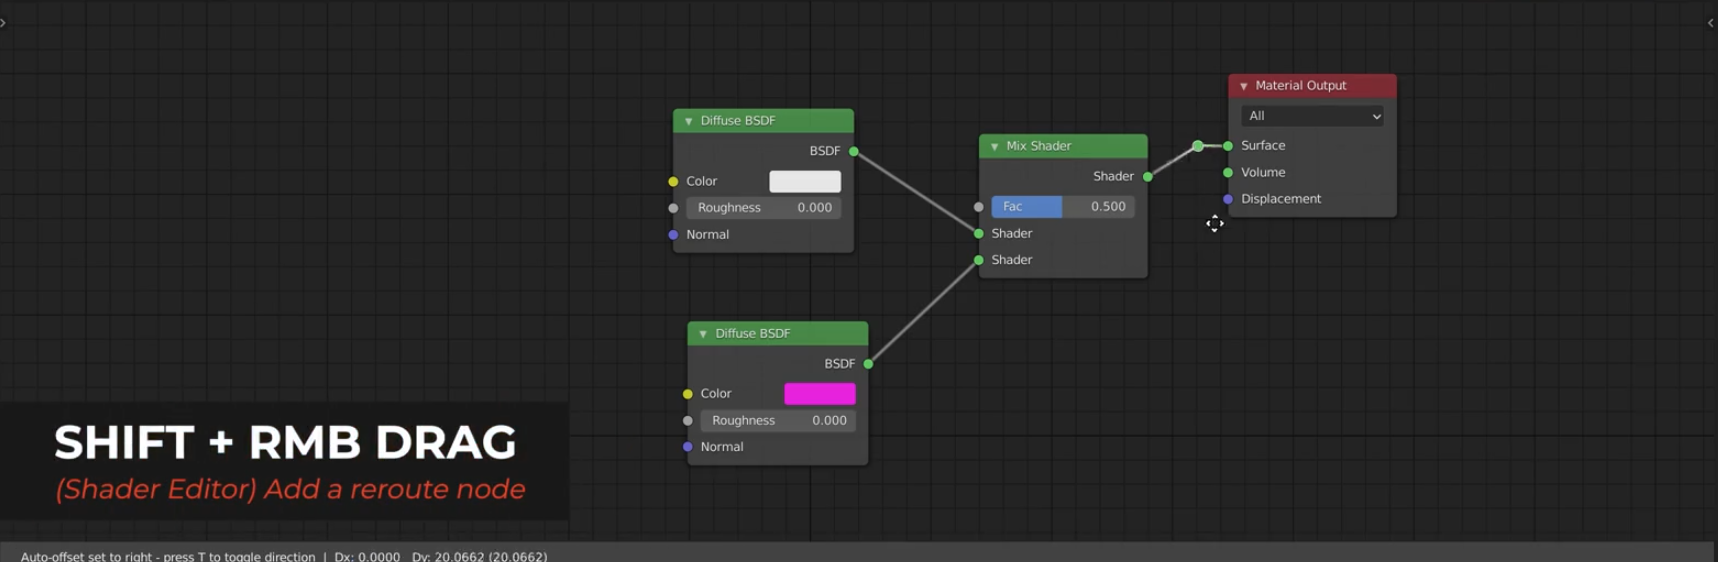 Material Output
All
Surface
Volume
Displacement
Diffuse BSDF
BSDF
Color
Roughness 0.000
Normal
Mix Shader
Shader
Fac 0.500
Shader
Shader
Diffuse BSDF
BSDF
Color
Roughness 0.000
Normal
SHIFT + RMB DRAG
(Shader Editor) Add a reroute node
Auto-offset set to right - press T to toggle direction | Dx: 0.0000 Dy: 20.0662 (20.0662)